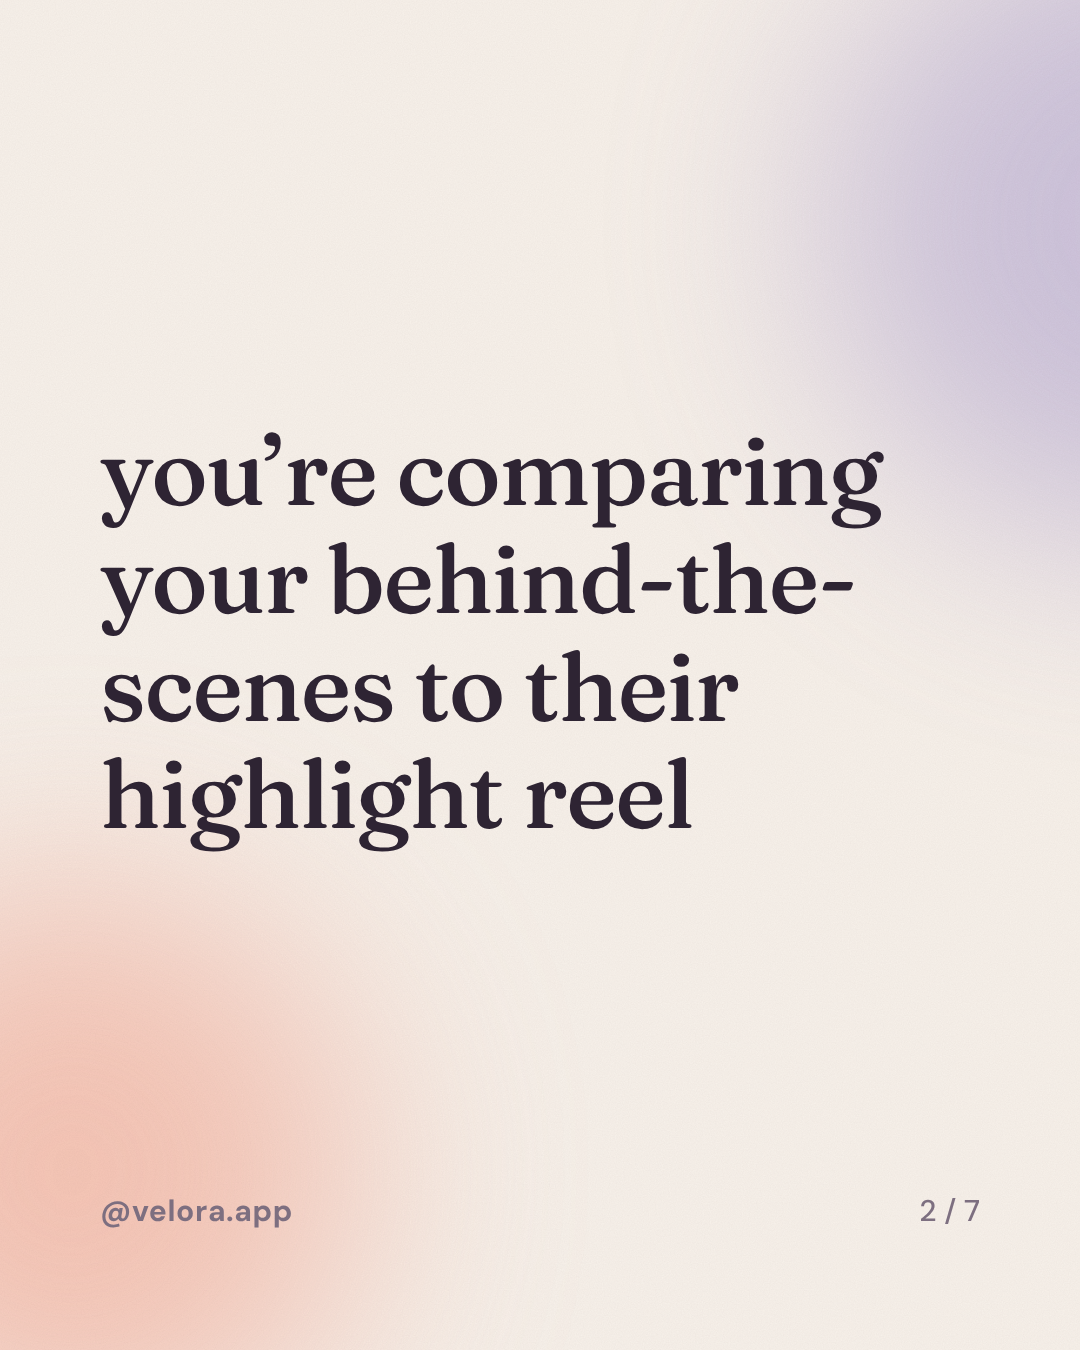 you’re comparing
your behind-the-
scenes to their
highlight reel
@velora.app
2 / 7